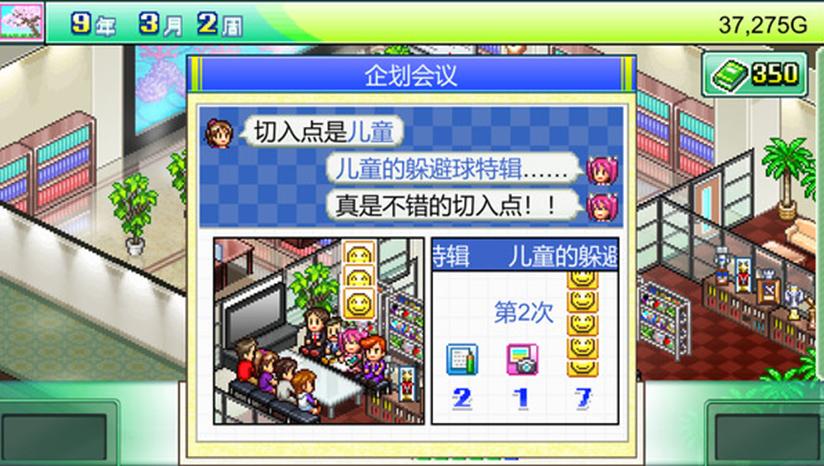 9年 3月 2周
37,275G
350
企划会议
切入点是儿童
儿童的躲避球特辑……
真是不错的切入点！！
特辑 儿童的躲避
第2次
2 1 7